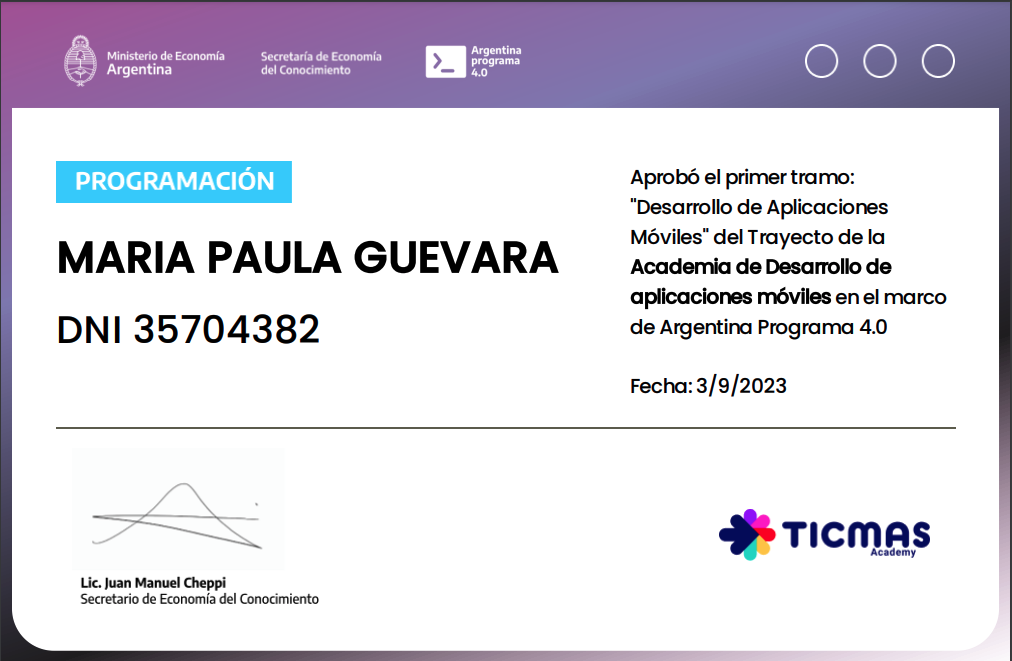 Ministerio de Economía
Argentina
Secretaría de Economía
del Conocimiento
Argentina
programa
4.0
PROGRAMACIÓN
MARIA PAULA GUEVARA
DNI 35704382
Aprobó el primer tramo:
"Desarrollo de Aplicaciones
Móviles" del Trayecto de la
Academia de Desarrollo de
aplicaciones móviles en el marco
de Argentina Programa 4.0
Fecha: 3/9/2023
Lic. Juan Manuel Cheppi
Secretario de Economía del Conocimiento
TICMAS
Academy